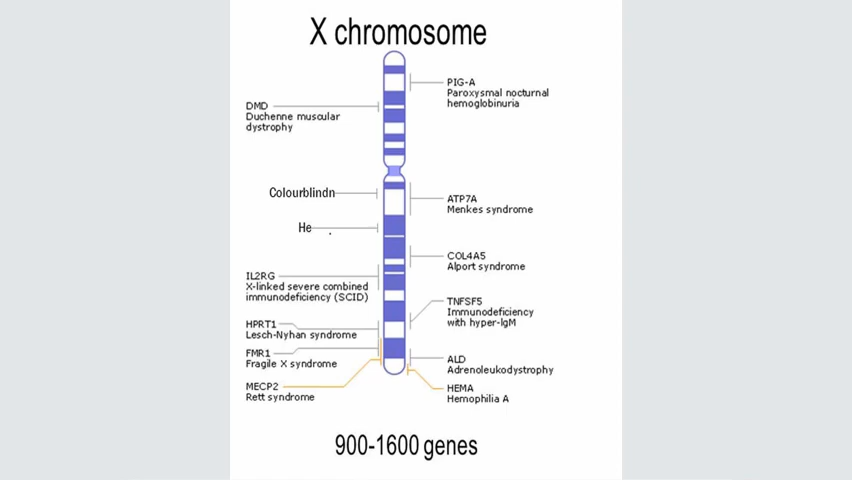 X chromosome
PIG-A
Paroxysmal nocturnal
hemoglobinuria
DMD
Duchenne muscular
dystrophy
Colourblindn
ATP7A
Menkes syndrome
He
COL4A5
Alport syndrome
IL2RG
X-linked severe combined
immunodeficiency (SCID)
TNFSF5
Immunodeficiency
with hyper-IgM
HPRT1
Lesch-Nyhan syndrome
FMR1
Fragile X syndrome
ALD
Adrenoleukodystrophy
MECP2
Rett syndrome
HEMA
Hemophilia A
900-1600 genes